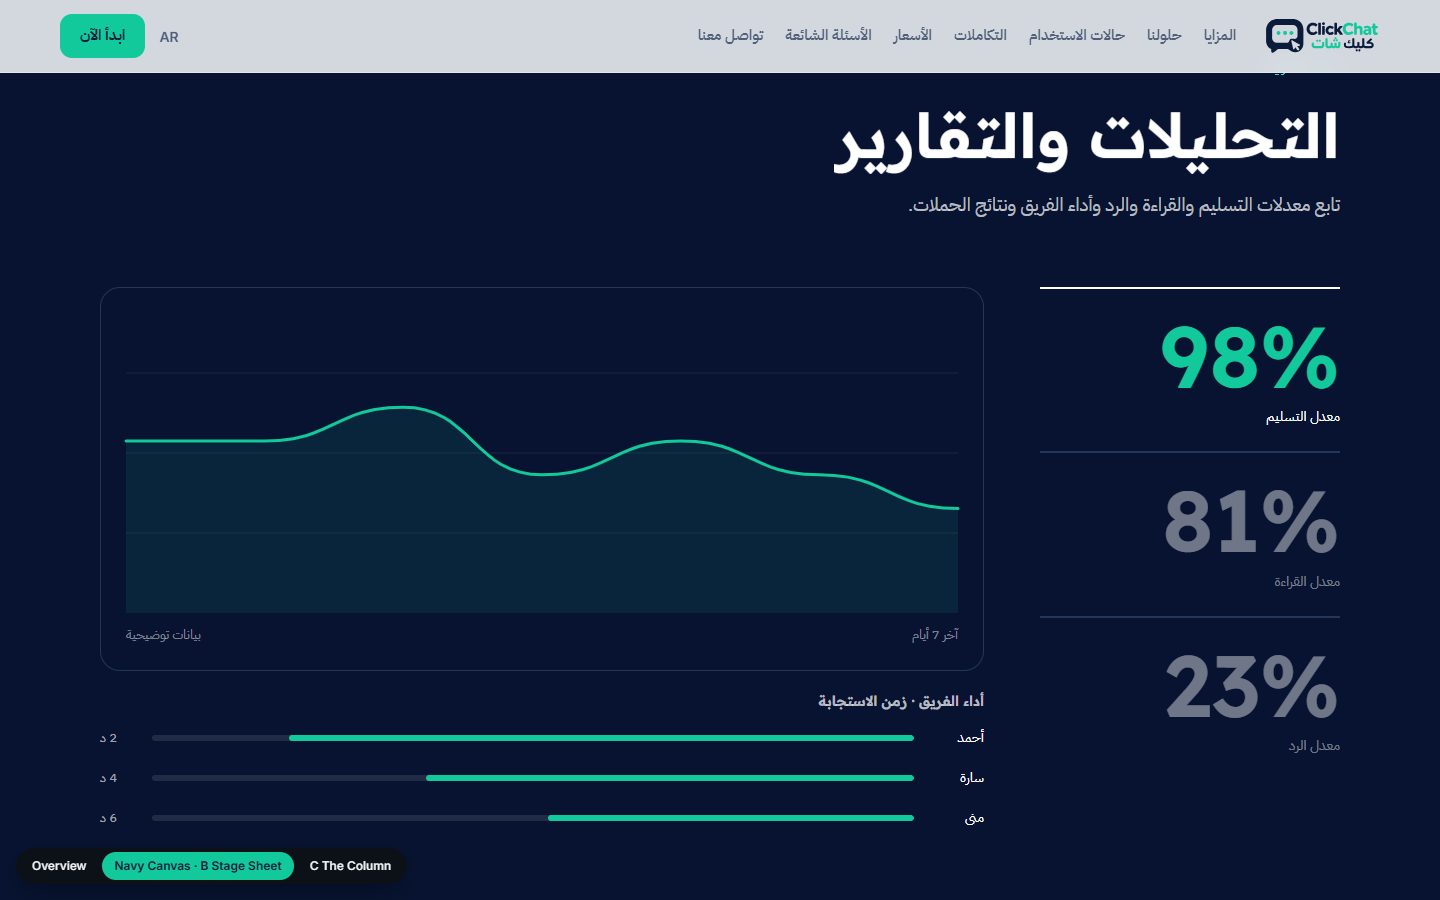 ClickChat
كليك شات
المزايا
حلولنا
حالات الاستخدام
التكاملات
الأسعار
الأسئلة الشائعة
تواصل معنا
AR
ابدأ الآن
التحليلات والتقارير
تابع معدلات التسليم والقراءة والرد وأداء الفريق ونتائج الحملات.
98%
معدل التسليم
81%
معدل القراءة
23%
معدل الرد
آخر 7 أيام
بيانات توضيحية
أداء الفريق · زمن الاستجابة
أحمد
2 د
سارة
4 د
منى
6 د
Overview
Navy Canvas · B Stage Sheet
C The Column